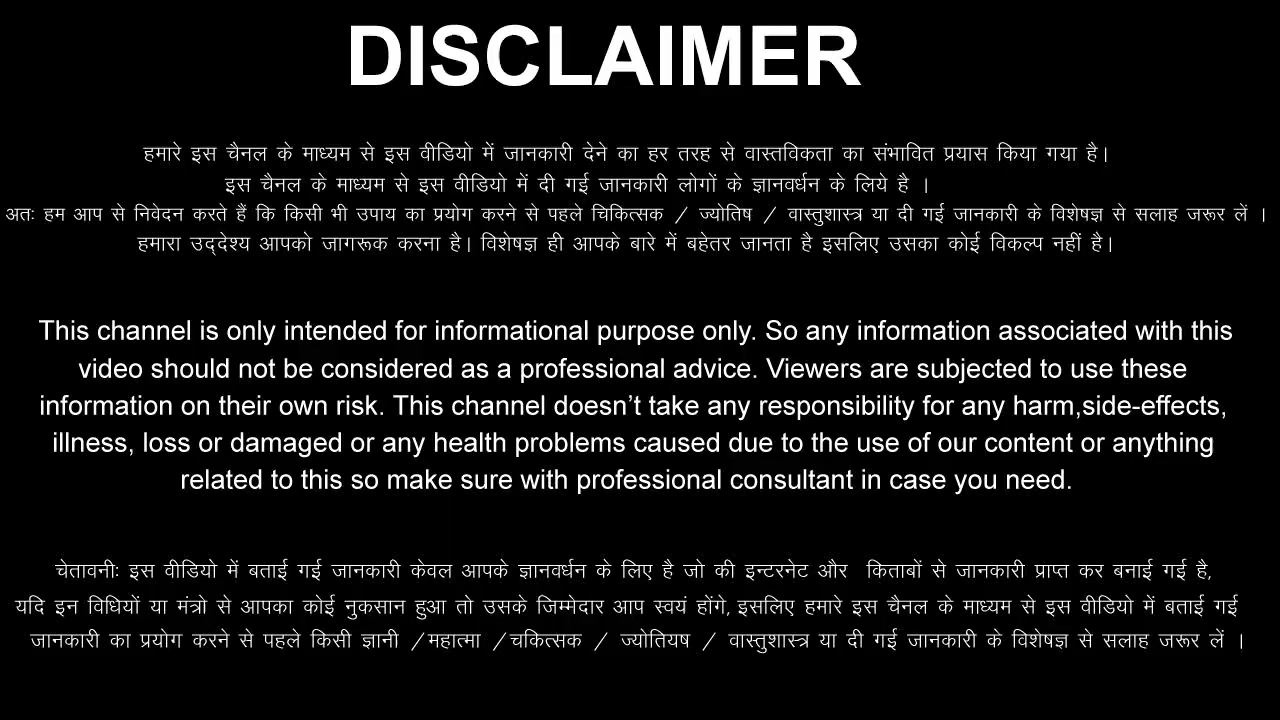 DISCLAIMER
हमारे इस चैनल के माध्यम से इस वीडियो में जानकारी देने का हर तरह से वास्तविकता का संभावित प्रयास किया गया है।
इस चैनल के माध्यम से इस वीडियो में दी गई जानकारी लोगों के ज्ञानवर्धन के लिये है ।
अतः हम आप से निवेदन करते हैं कि किसी भी उपाय का प्रयोग करने से पहले चिकित्सक / ज्योतिष / वास्तुशास्त्र या दी गई जानकारी के विशेषज्ञ से सलाह जरूर लें ।
हमारा उद्देश्य आपको जागरूक करना है। विशेषज्ञ ही आपके बारे में बहेतर जानता है इसलिए उसका कोई विकल्प नहीं है।
This channel is only intended for informational purpose only. So any information associated with this
video should not be considered as a professional advice. Viewers are subjected to use these
information on their own risk. This channel doesn’t take any responsibility for any harm,side-effects,
illness, loss or damaged or any health problems caused due to the use of our content or anything
related to this so make sure with professional consultant in case you need.
चेतावनीः इस वीडियो में बताई गई जानकारी केवल आपके ज्ञानवर्धन के लिए है जो की इन्टरनेट और किताबों से जानकारी प्राप्त कर बनाई गई है,
यदि इन विधियों या मंत्रो से आपका कोई नुकसान हुआ तो उसके जिम्मेदार आप स्वयं होंगे, इसलिए हमारे इस चैनल के माध्यम से इस वीडियो में बताई गई
जानकारी का प्रयोग करने से पहले किसी ज्ञानी /महात्मा /चकित्सक / ज्योतियष / वास्तुशास्त्र या दी गई जानकारी के विशेषज्ञ से सलाह जरूर लें ।